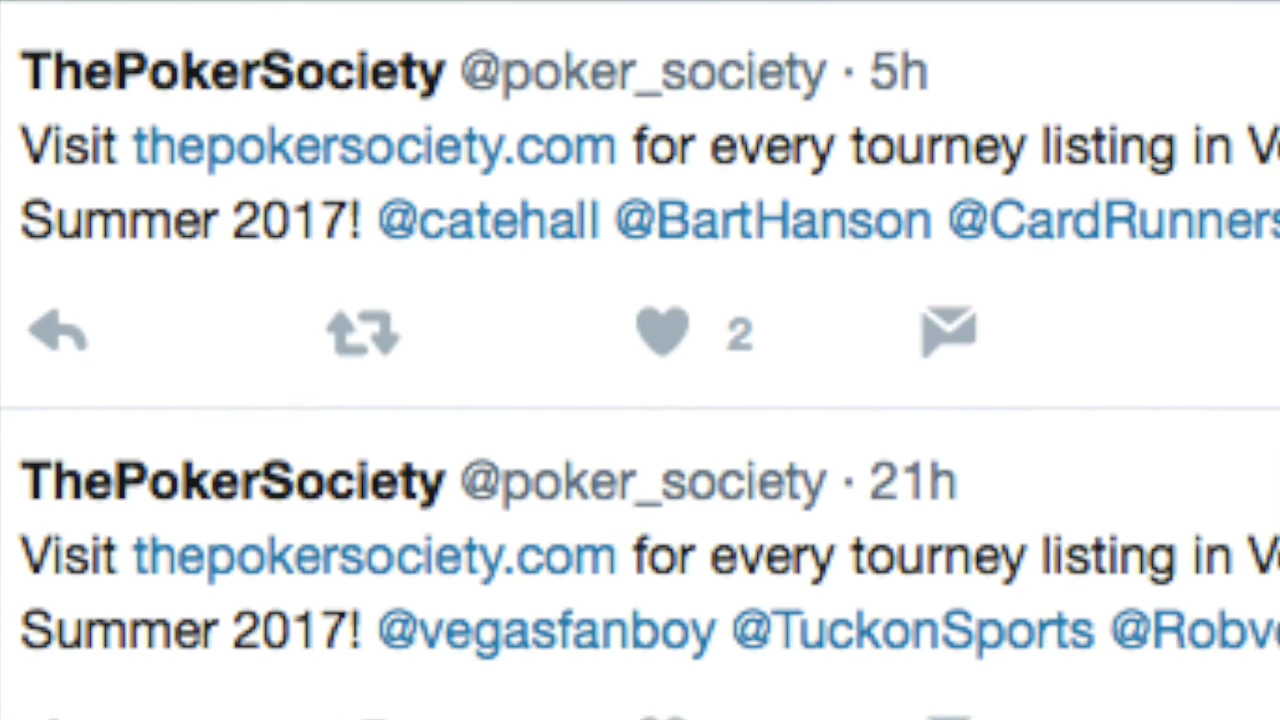 ThePokerSociety @poker_society · 5h
Visit thepokersociety.com for every tourney listing in
Summer 2017! @catehall @BartHanson @CardRunners
2
ThePokerSociety @poker_society · 21h
Visit thepokersociety.com for every tourney listing in
Summer 2017! @vegasfanboy @TuckonSports